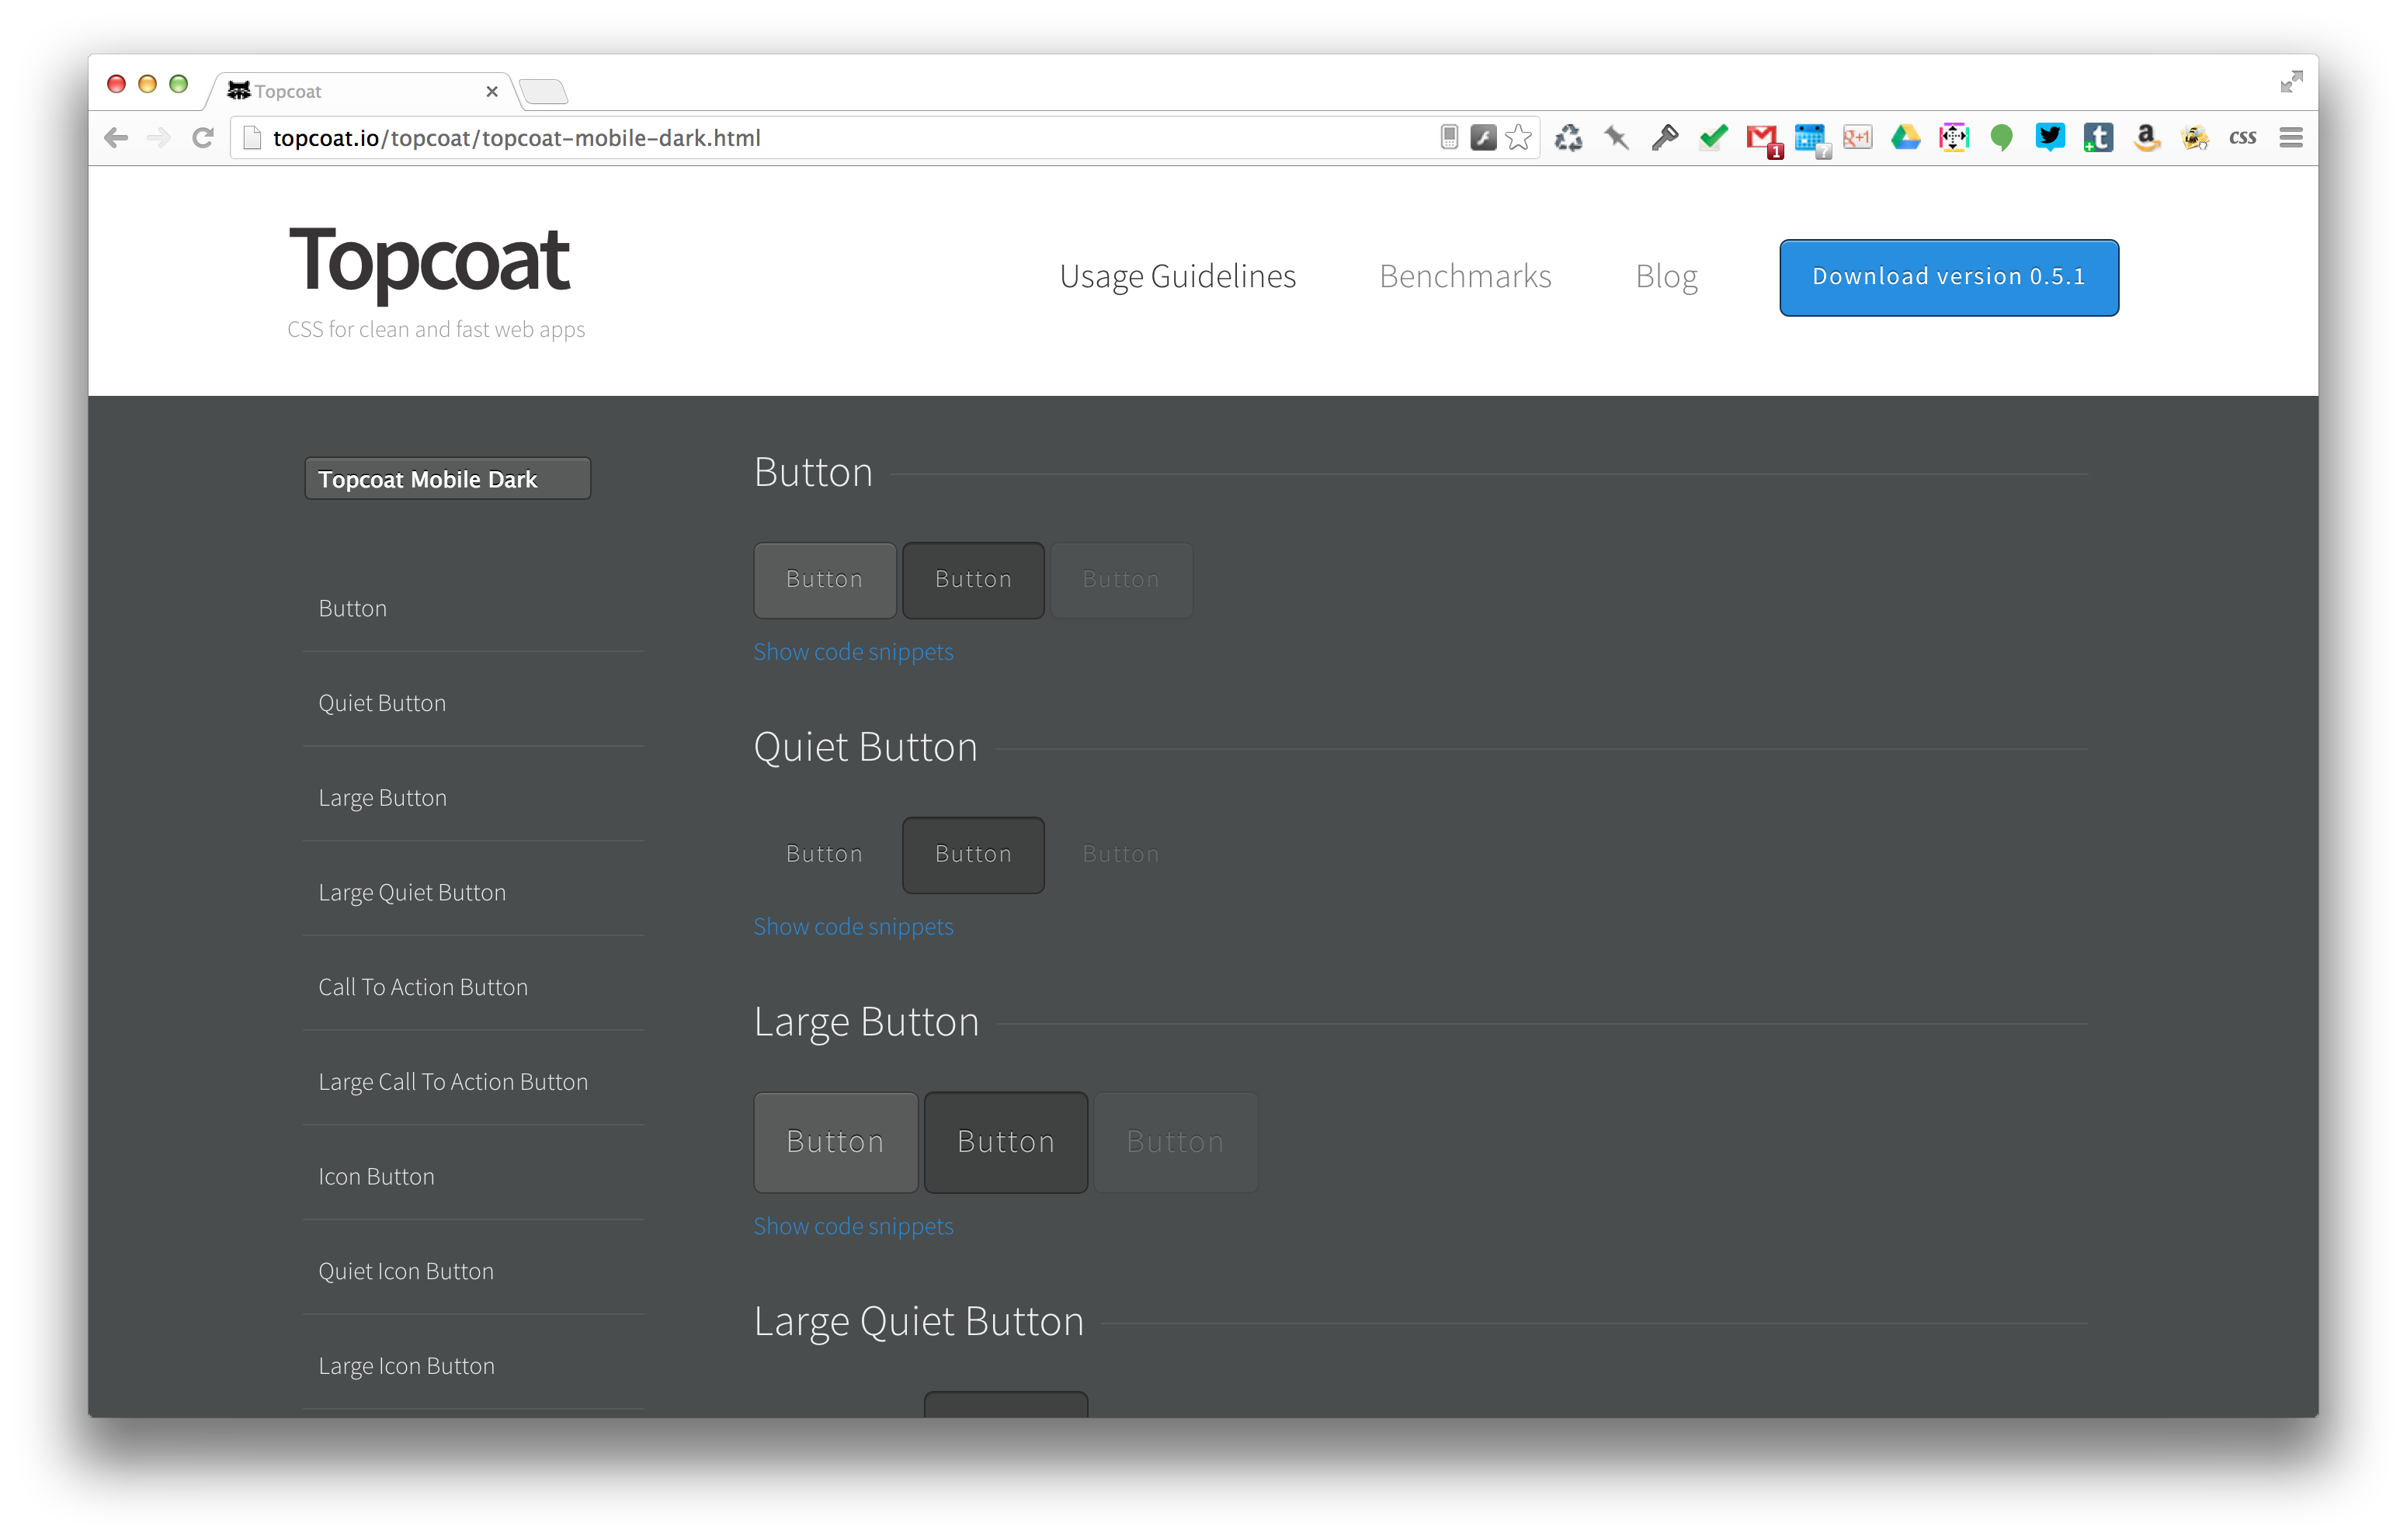 Topcoat
topcoat.io/topcoat/topcoat-mobile-dark.html
1
?
g+1
t
a
css
Topcoat
CSS for clean and fast web apps
Usage Guidelines
Benchmarks
Blog
Download version 0.5.1
Topcoat Mobile Dark
Button
Quiet Button
Large Button
Large Quiet Button
Call To Action Button
Large Call To Action Button
Icon Button
Quiet Icon Button
Large Icon Button
Button
Button Button Button
Show code snippets
Quiet Button
Button Button Button
Show code snippets
Large Button
Button Button Button
Show code snippets
Large Quiet Button